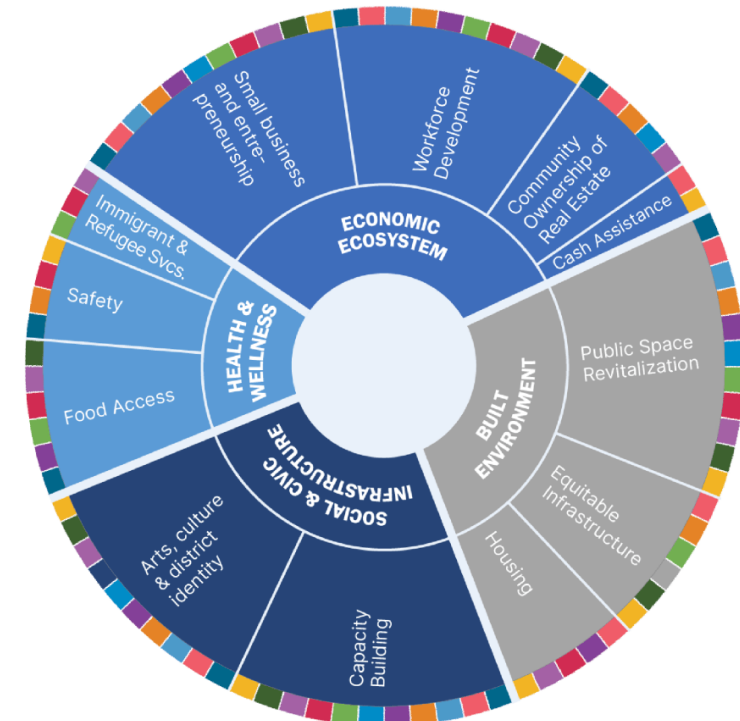 ECONOMIC
ECOSYSTEM
Small business
and entre-
preneurship
Workforce
Development
Community
Ownership of
Real Estate
Cash Assistance
BUILT
ENVIRONMENT
Public Space
Revitalization
Equitable
Infrastructure
Housing
SOCIAL & CIVIC
INFRASTRUCTURE
Capacity
Building
Arts, culture
& district
identity
HEALTH &
WELLNESS
Food Access
Safety
Immigrant &
Refugee Svcs.